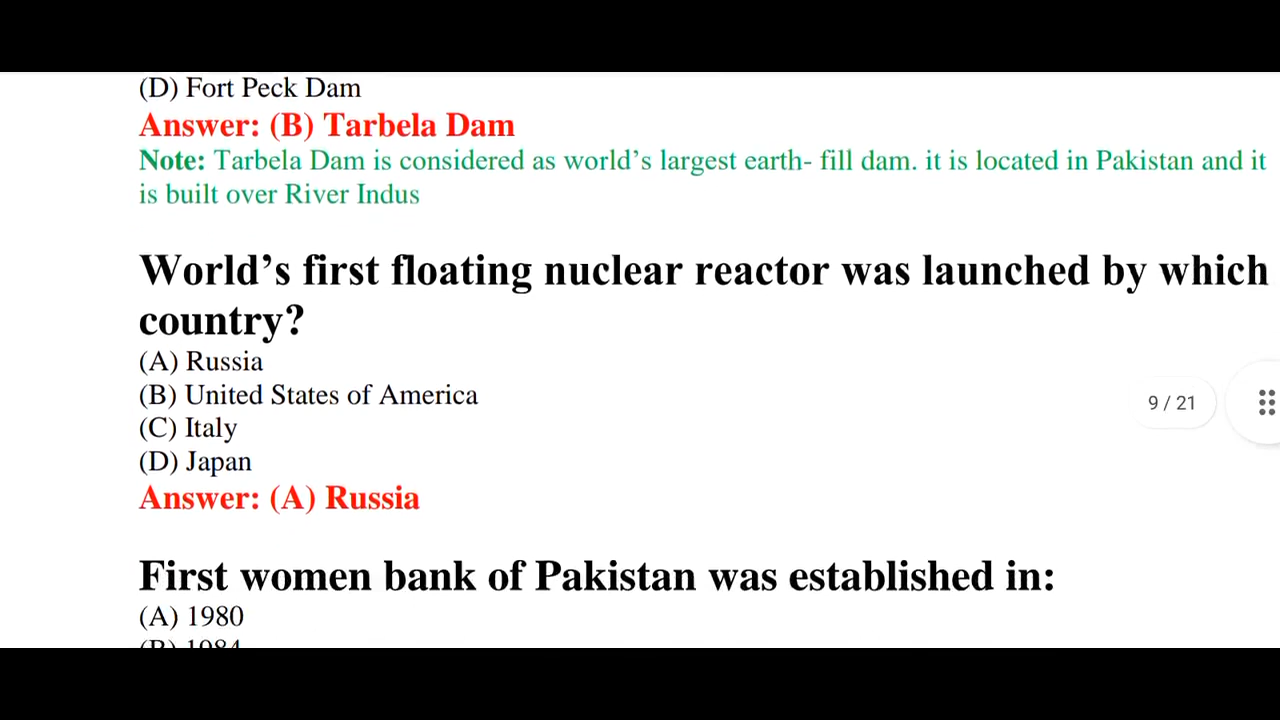 (D) Fort Peck Dam
Answer: (B) Tarbela Dam
Note: Tarbela Dam is considered as world’s largest earth- fill dam. it is located in Pakistan and it
is built over River Indus
World’s first floating nuclear reactor was launched by which
country?
(A) Russia
(B) United States of America
(C) Italy
(D) Japan
Answer: (A) Russia
9 / 21
First women bank of Pakistan was established in:
(A) 1980
(B) 1984